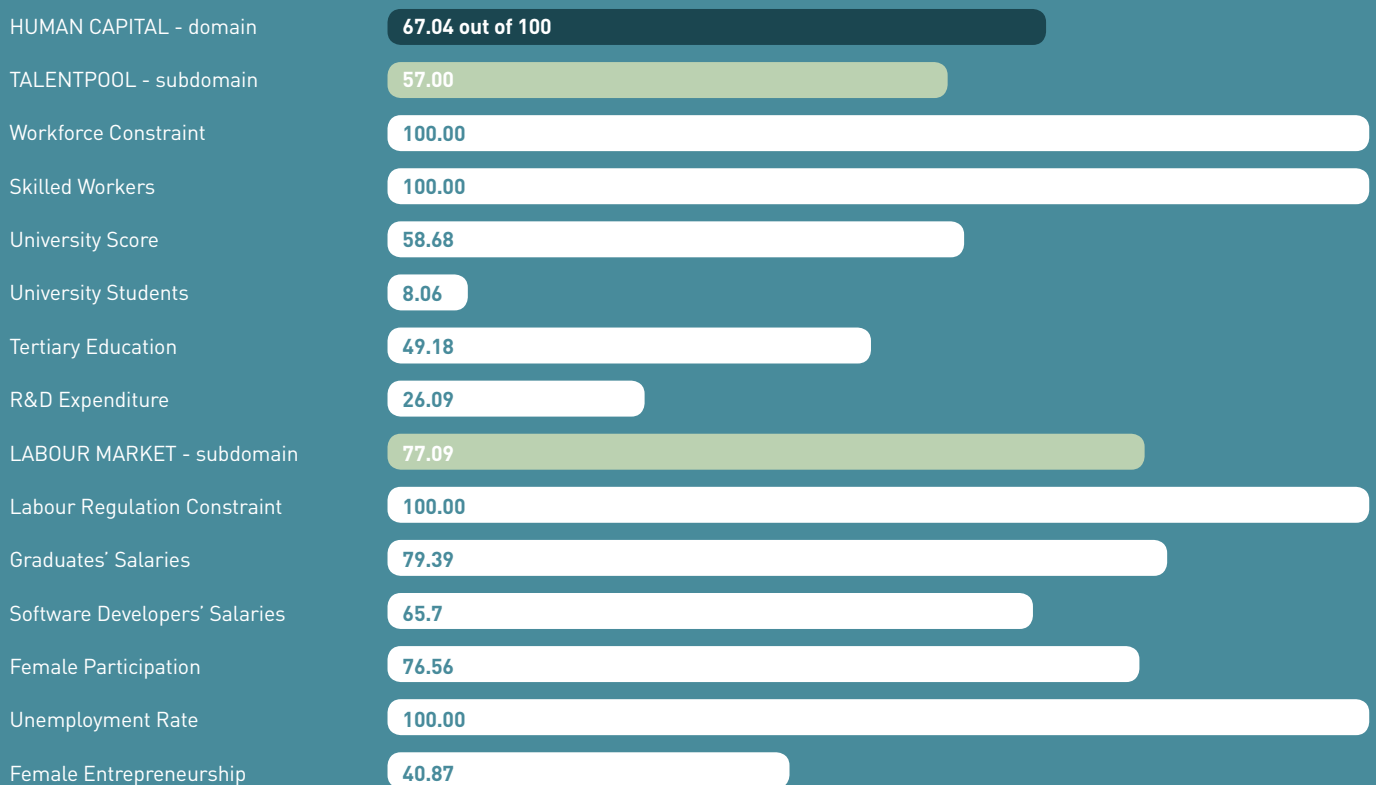 HUMAN CAPITAL - domain 67.04 out of 100
TALENTPOOL - subdomain 57.00
Workforce Constraint 100.00
Skilled Workers 100.00
University Score 58.68
University Students 8.06
Tertiary Education 49.18
R&D Expenditure 26.09
LABOUR MARKET - subdomain 77.09
Labour Regulation Constraint 100.00
Graduates’ Salaries 79.39
Software Developers’ Salaries 65.7
Female Participation 76.56
Unemployment Rate 100.00
Female Entrepreneurship 40.87